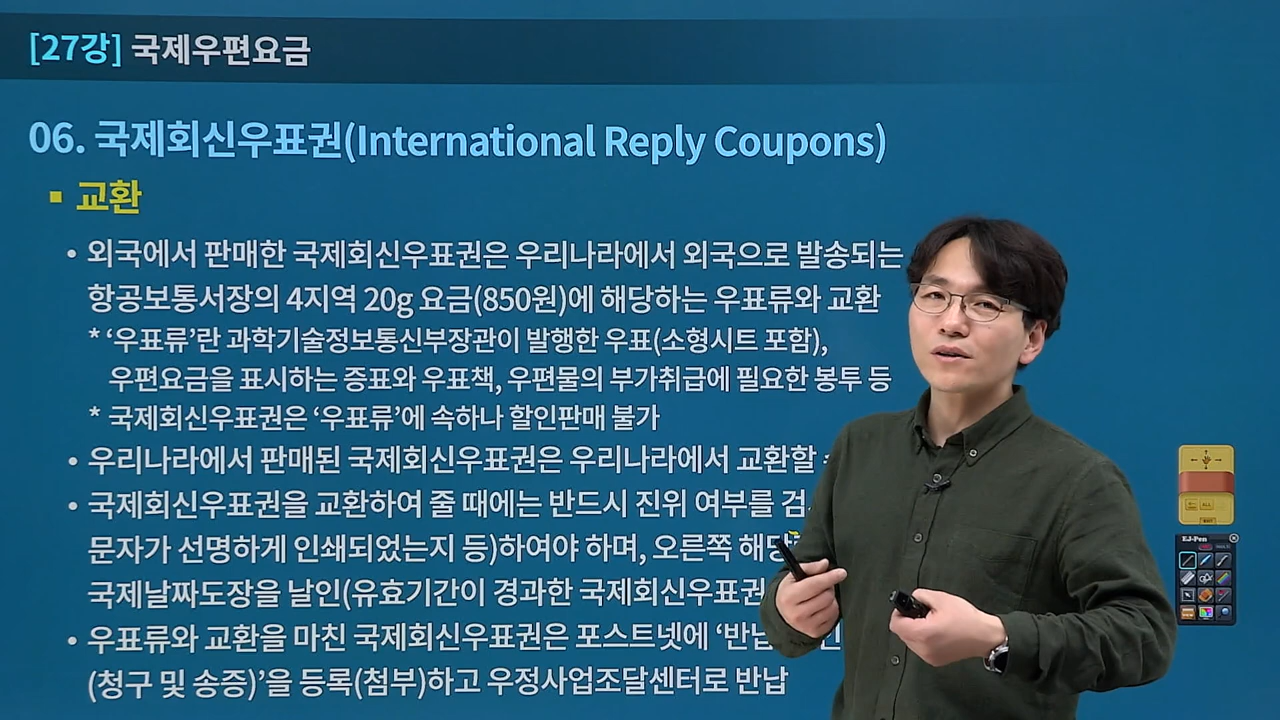 [27강] 국제우편요금
06. 국제회신우표권(International Reply Coupons)
▪ 교환
• 외국에서 판매한 국제회신우표권은 우리나라에서 외국으로 발송되는
항공보통서장의 4지역 20g 요금(850원)에 해당하는 우표류와 교환
* ‘우표류’란 과학기술정보통신부장관이 발행한 우표(소형시트 포함),
우편요금을 표시하는 증표와 우표책, 우편물의 부가취급에 필요한 봉투 등
* 국제회신우표권은 ‘우표류’에 속하나 할인판매 불가
• 우리나라에서 판매된 국제회신우표권은 우리나라에서 교환할
• 국제회신우표권을 교환하여 줄 때에는 반드시 진위 여부를 검
문자가 선명하게 인쇄되었는지 등)하여야 하며, 오른쪽 해당
국제날짜도장을 날인(유효기간이 경과한 국제회신우표권
• 우표류와 교환을 마친 국제회신우표권은 포스트넷에 ‘반납 인
(청구 및 송증)’을 등록(첨부)하고 우정사업조달센터로 반납
EJ-Pen
ALL